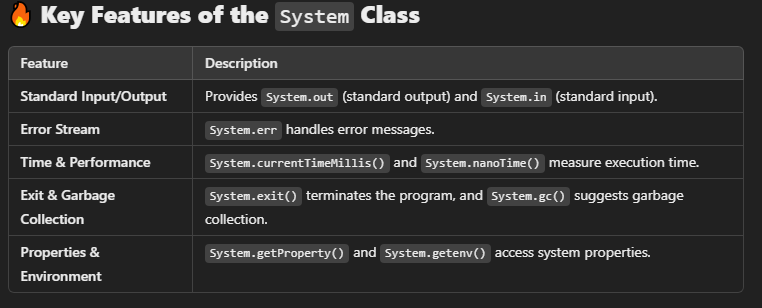 🔥 Key Features of the System Class
Feature Description
Standard Input/Output Provides System.out (standard output) and System.in (standard input).
Error Stream System.err handles error messages.
Time & Performance System.currentTimeMillis() and System.nanoTime() measure execution time.
Exit & Garbage
Collection
System.exit() terminates the program, and System.gc() suggests garbage
collection.
Properties &
Environment
System.getProperty() and System.getenv() access system properties.